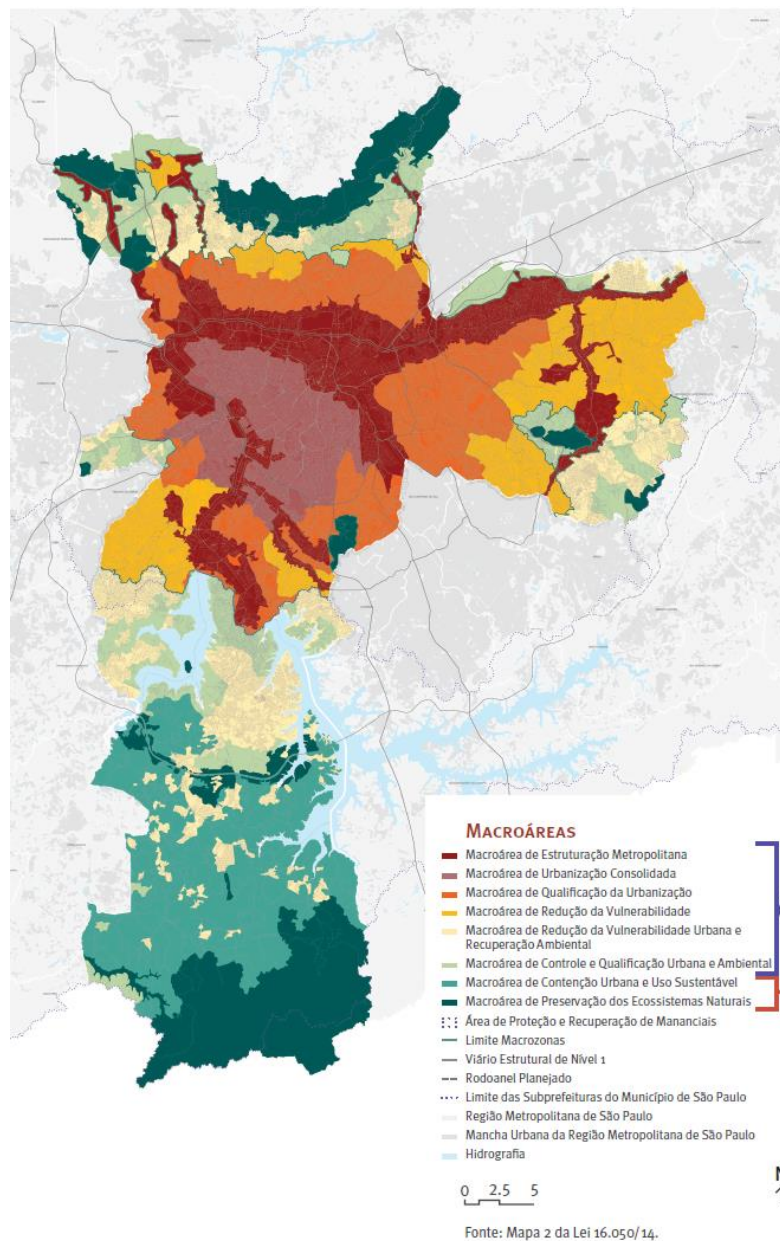 MACROÁREAS
Macroárea de Estruturação Metropolitana
Macroárea de Urbanização Consolidada
Macroárea de Qualificação da Urbanização
Macroárea de Redução da Vulnerabilidade
Macroárea de Redução da Vulnerabilidade Urbana e
Recuperação Ambiental
Macroárea de Controle e Qualificação Urbana e Ambiental
Macroárea de Contenção Urbana e Uso Sustentável
Macroárea de Preservação dos Ecossistemas Naturais
Área de Proteção e Recuperação de Mananciais
Limite Macrozonas
Viário Estrutural de Nível 1
Rodoanel Planejado
Limite das Subprefeituras do Município de São Paulo
Região Metropolitana de São Paulo
Mancha Urbana da Região Metropolitana de São Paulo
Hidrografia
0 2.5 5
Fonte: Mapa 2 da Lei 16.050/14.